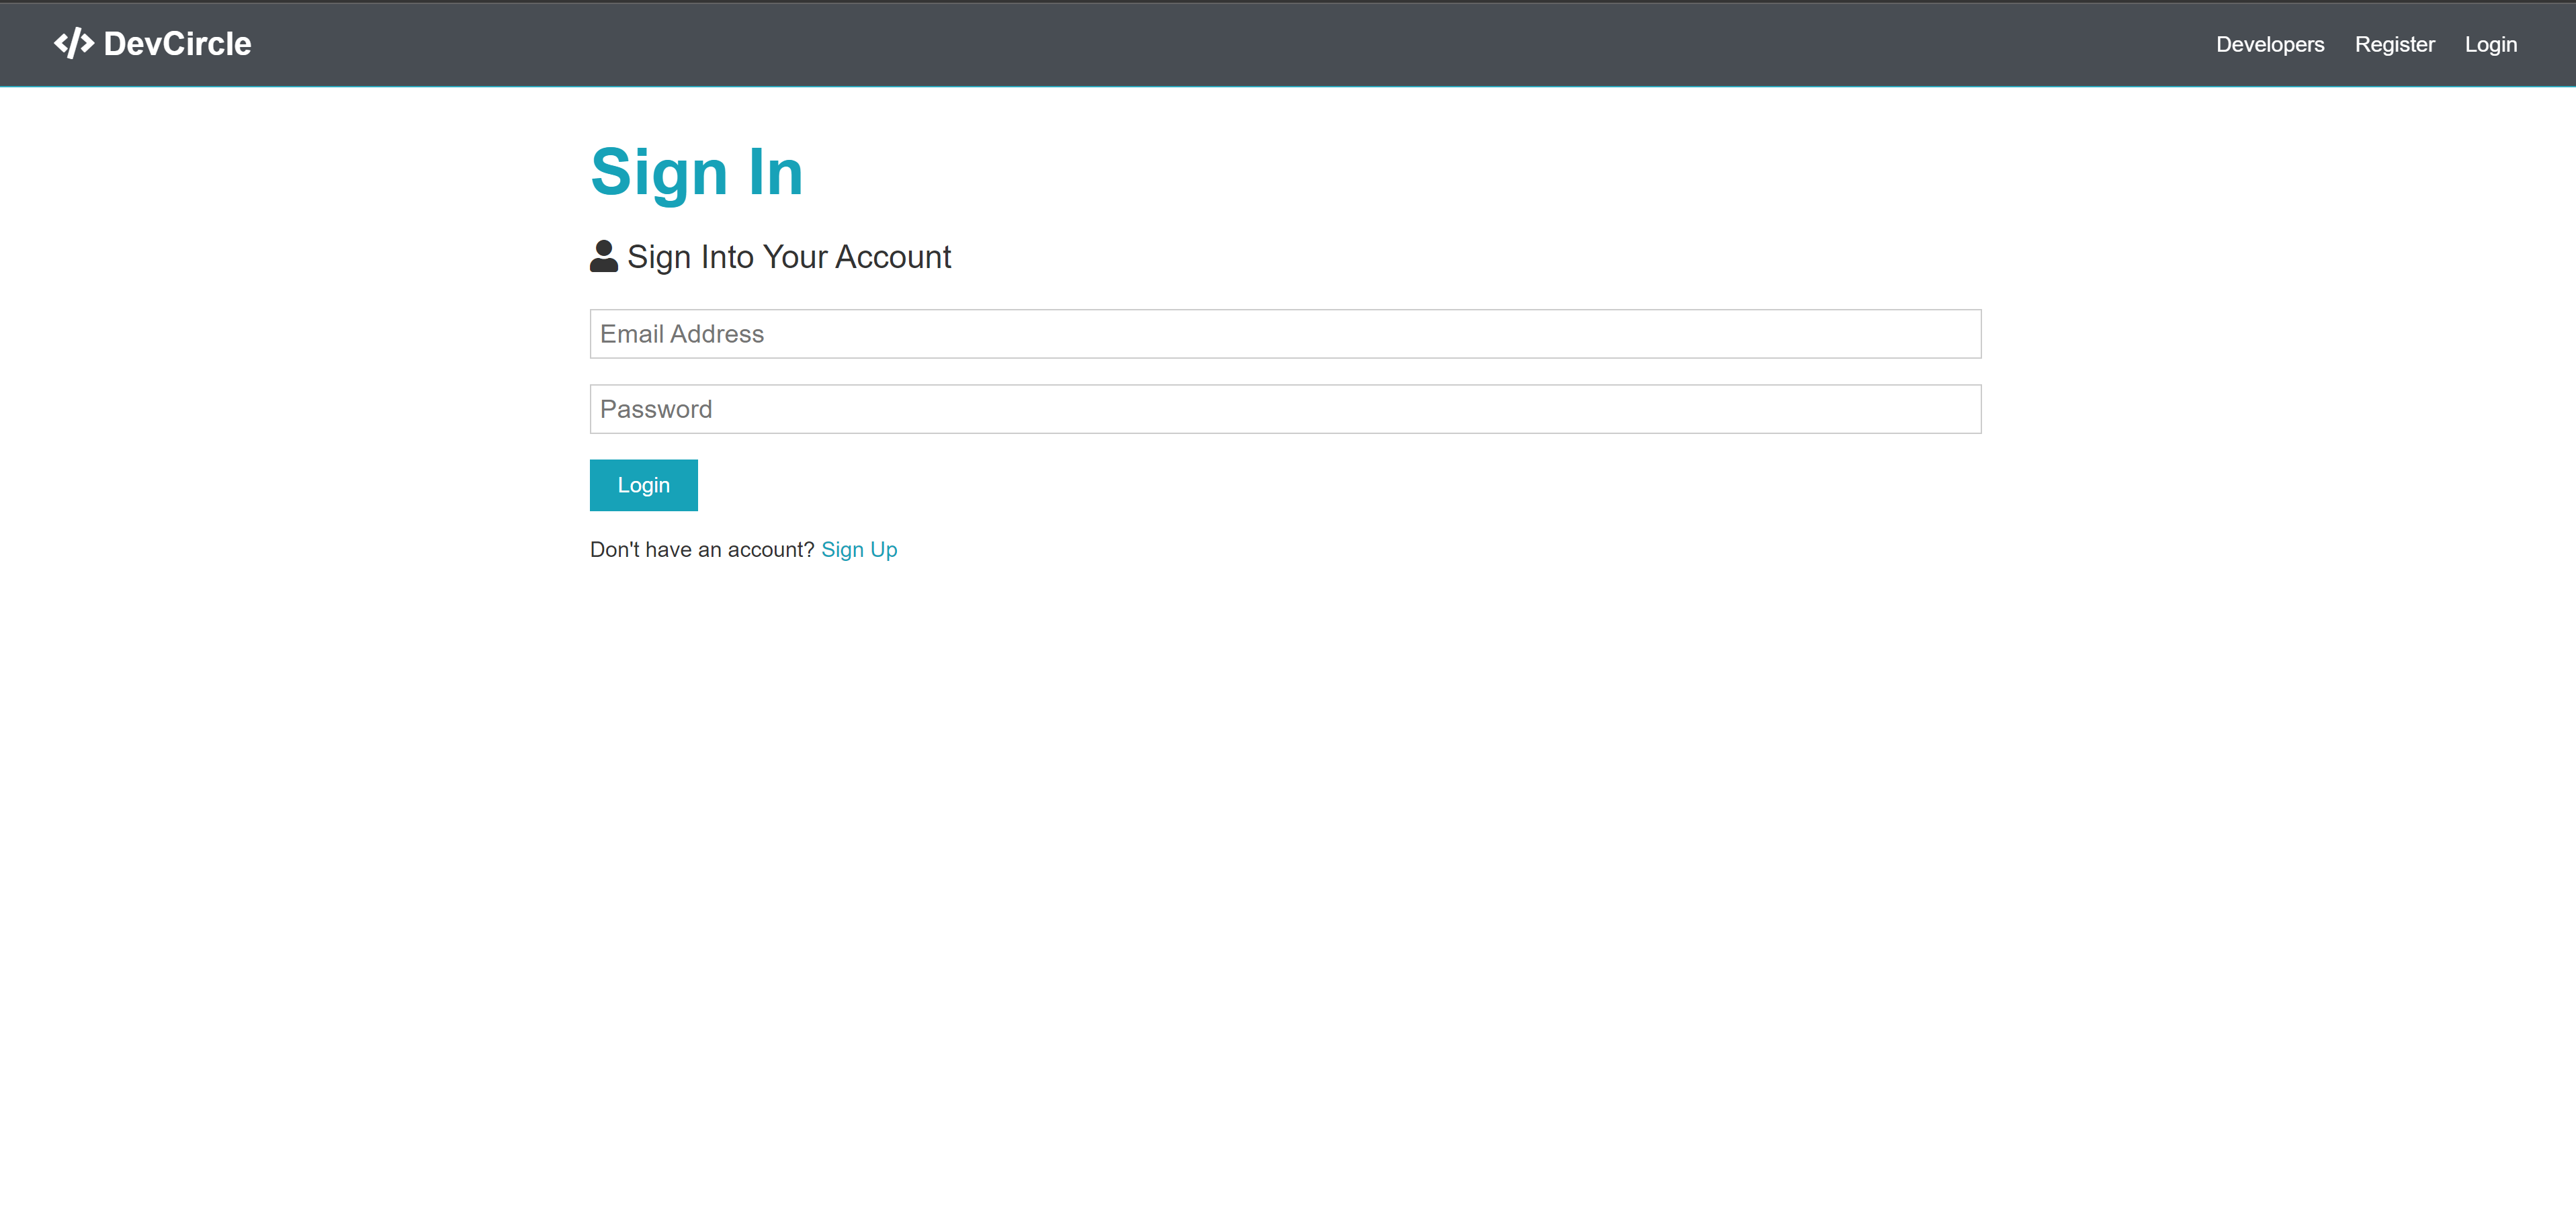 DevCircle
Developers Register Login
Sign In
Sign Into Your Account
Email Address
Password
Login
Don't have an account? Sign Up